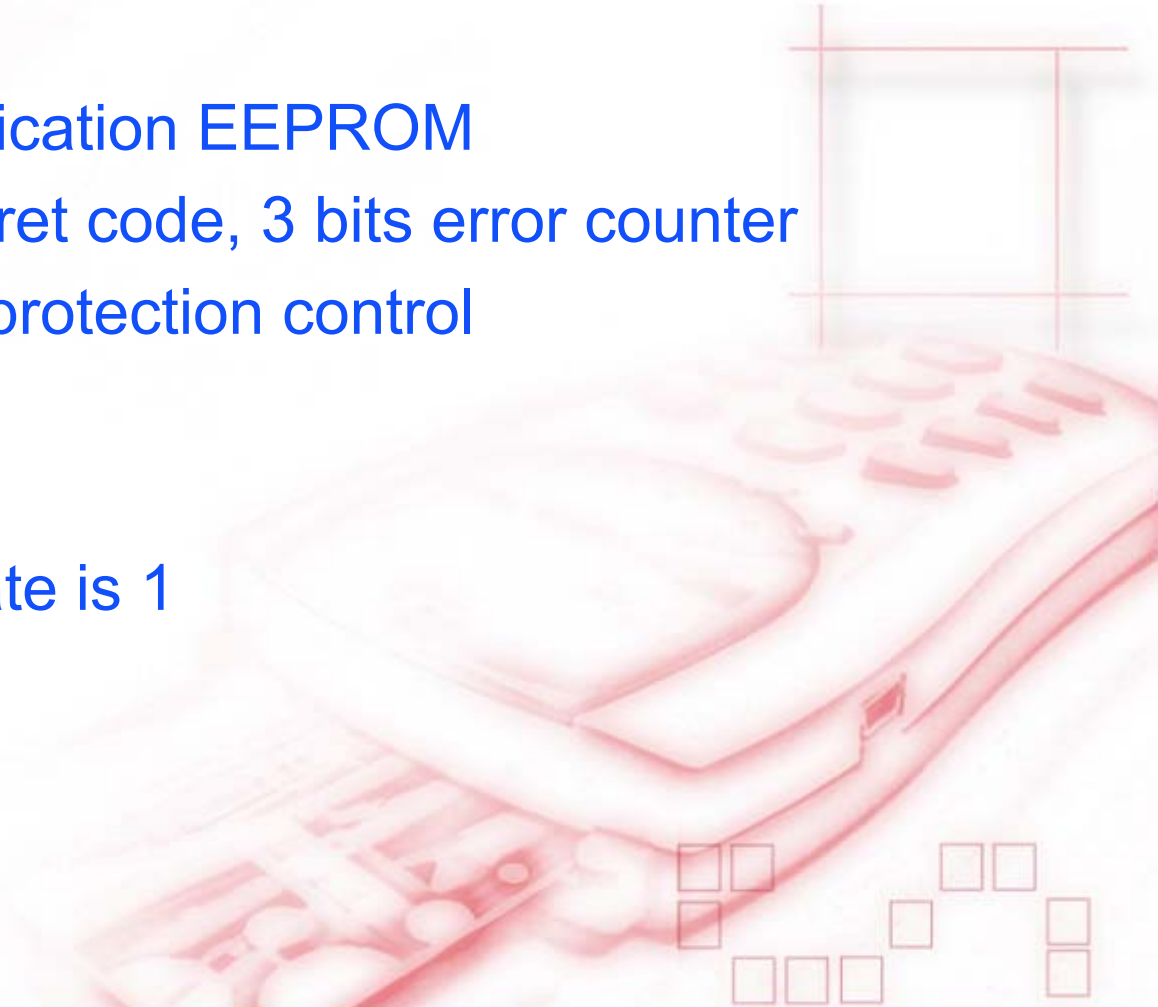 ication EEPROM
ret code, 3 bits error counter
protection control
te is 1